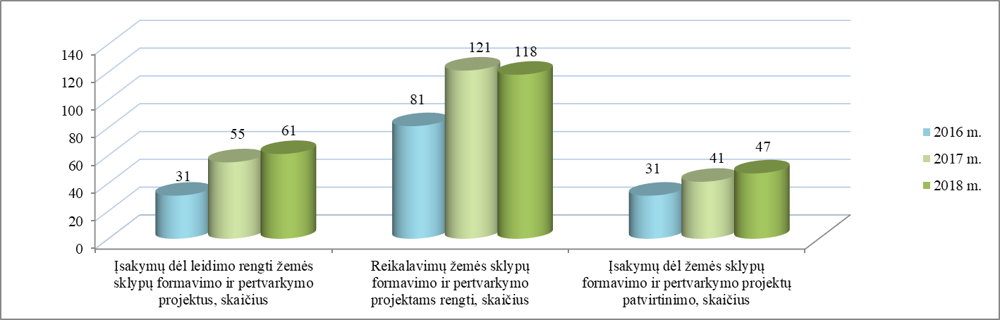 140
120
100
80
60
40
20
0
31
55
61
81
121
118
31
41
47
Įsakymų dėl leidimo rengti žemės
sklypų formavimo ir pertvarkymo
projektus, skaičius
Reikalavimų žemės sklypų
formavimo ir pertvarkymo
projektams rengti, skaičius
Įsakymų dėl žemės sklypų
formavimo ir pertvarkymo projektų
patvirtinimo, skaičius
2016 m.
2017 m.
2018 m.